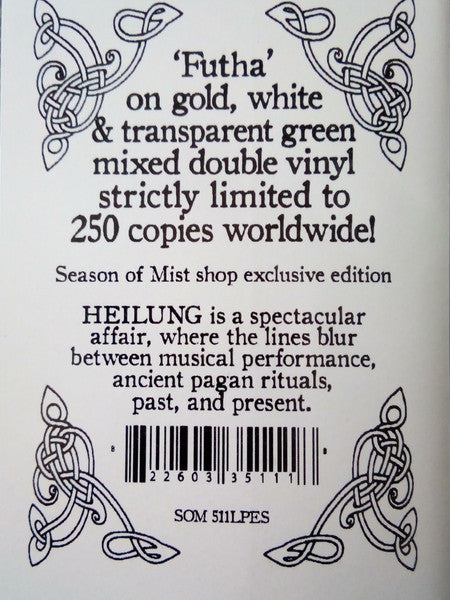 'Futha'
on gold, white
& transparent green
mixed double vinyl
strictly limited to
250 copies worldwide!
Season of Mist shop exclusive edition
HEILUNG is a spectacular
affair, where the lines blur
between musical performance,
ancient pagan rituals,
past, and present.
8 22603 35111 8
SOM 511LPES